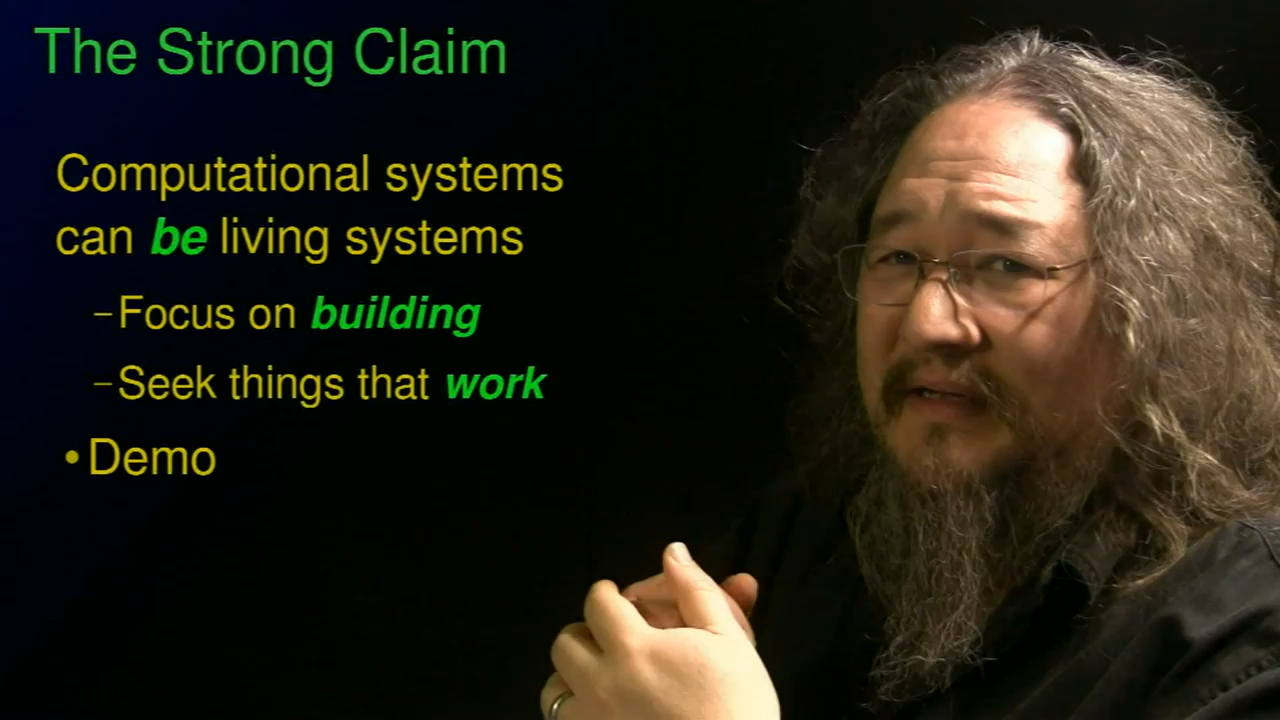 The Strong Claim
Computational systems
can be living systems
–Focus on building
–Seek things that work
•Demo